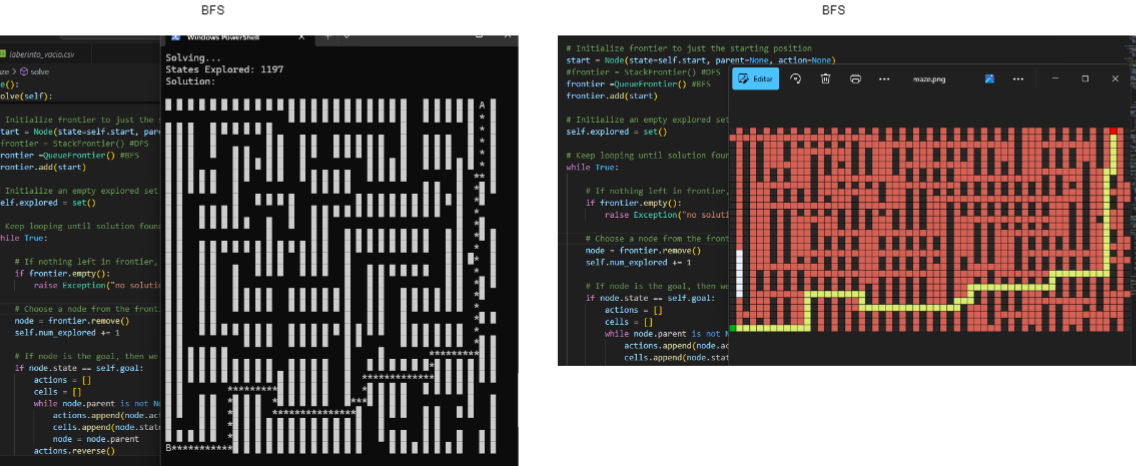 BFS
BFS
laberinto_vacio.csv
solve
e():
olve(self):
Initialize frontier to just the s
tart = Node(state=self.start, par
frontier = StackFrontier() #DFS
rontier =QueueFrontier() #BFS
rontier.add(start)
Initialize an empty explored set
elf.explored = set()
Keep looping until solution foun
hile True:
# If nothing left in frontier,
if frontier.empty():
raise Exception("no soluti
# Choose a node from the fronti
node = frontier.remove()
self.num_explored += 1
# If node is the goal, then we
if node.state == self.goal:
actions = []
cells = []
while node.parent is not N
actions.append(node.ac
cells.append(node.stat
node = node.parent
actions.reverse()
Windows PowerShell
Solving...
States Explored: 1197
Solution:
A
B
# Initialize frontier to just the starting position
start = Node(state=self.start, parent=None, action=None)
#frontier = StackFrontier() #DFS
frontier =QueueFrontier() #BFS
frontier.add(start)
# Initialize an empty explored set
self.explored = set()
# Keep looping until solution foun
while True:
# If nothing left in frontier,
if frontier.empty():
raise Exception("no soluti
# Choose a node from the front
node = frontier.remove()
self.num_explored += 1
# If node is the goal, then we
if node.state == self.goal:
actions = []
cells = []
while node.parent is not N
actions.append(node.ac
cells.append(node.stat
Editar
maze.png